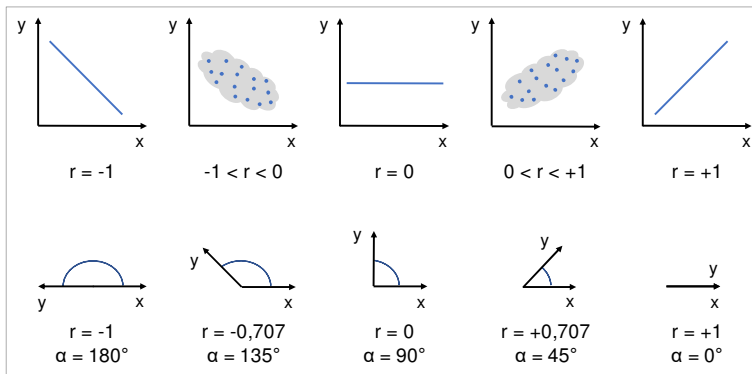 y
x
r = -1
y
x
-1 < r < 0
y
x
r = 0
y
x
0 < r < +1
y
x
r = +1
y
x
r = -1
α = 180°
y
x
r = -0,707
α = 135°
y
x
r = 0
α = 90°
y
x
r = +0,707
α = 45°
y
x
r = +1
α = 0°